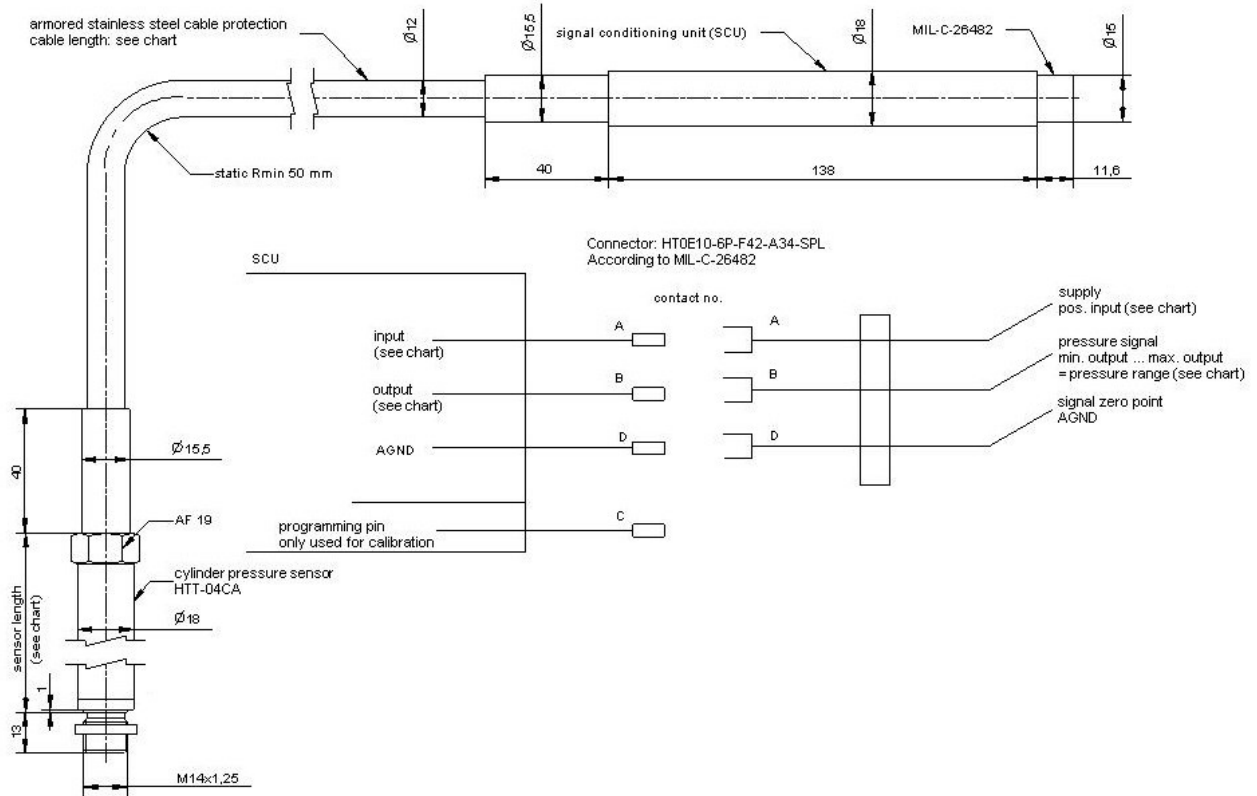 armored stainless steel cable protection
cable length: see chart
Ø12
Ø15,5
signal conditioning unit (SCU)
Ø18
MIL-C-26482
Ø15
static Rmin 50 mm
40
138
11,6
Connector: HT0E10-6P-F42-A34-SPL
According to MIL-C-26482
SCU
contact no.
supply
pos. input (see chart)
A
A
input
(see chart)
pressure signal
min. output ... max. output
= pressure range (see chart)
B
B
output
(see chart)
signal zero point
AGND
D
D
AGND
C
programming pin
only used for calibration
40
Ø15,5
AF 19
cylinder pressure sensor
HTT-04CA
Ø18
sensor length
(see chart)
1
13
M14x1,25